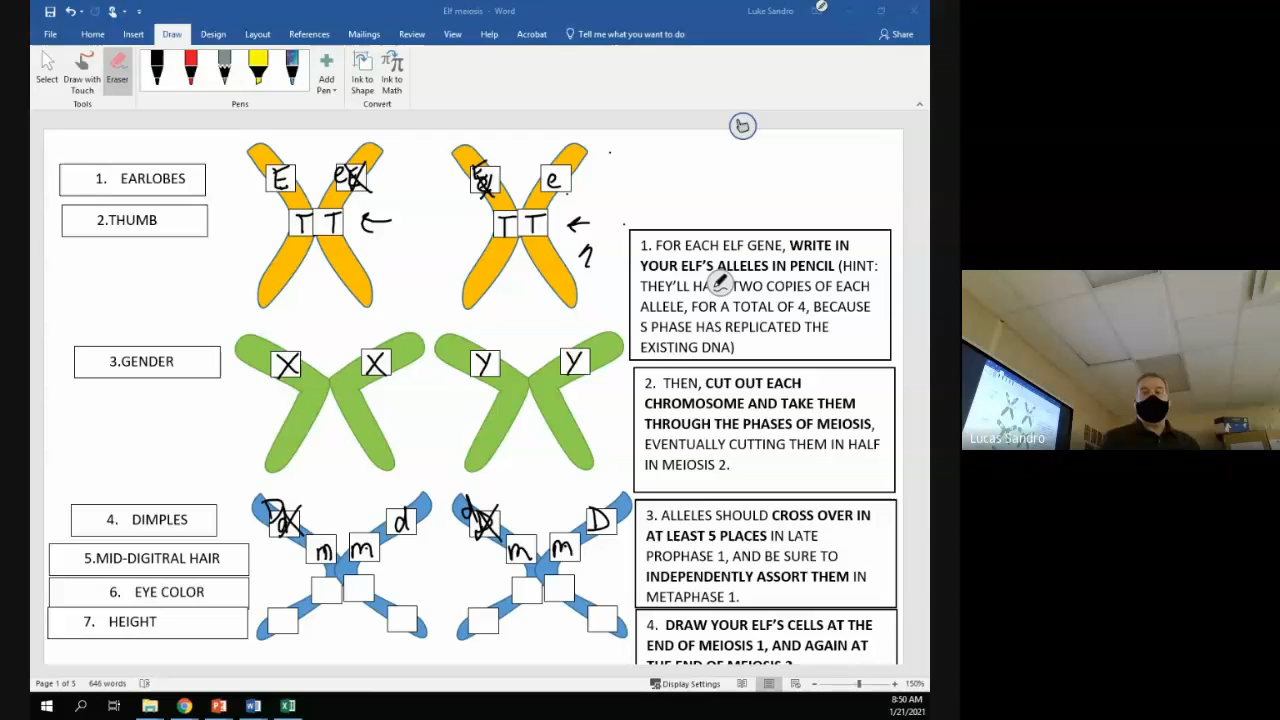 Elf meiosis - Word
Luke Sandro
File Home Insert Draw Design Layout References Mailings Review View Help Acrobat Tell me what you want to do Share
Select Draw with Touch Eraser Add Pen Ink to Shape Ink to Math
Tools Pens Convert
1. EARLOBES
E e
E e
2.THUMB
T T
T T
1. FOR EACH ELF GENE, WRITE IN
YOUR ELF'S ALLELES IN PENCIL (HINT:
THEY'LL HA TWO COPIES OF EACH
ALLELE, FOR A TOTAL OF 4, BECAUSE
S PHASE HAS REPLICATED THE
EXISTING DNA)
3.GENDER
X X
Y Y
2. THEN, CUT OUT EACH
CHROMOSOME AND TAKE THEM
THROUGH THE PHASES OF MEIOSIS,
EVENTUALLY CUTTING THEM IN HALF
IN MEIOSIS 2.
Lucas Sandro
4. DIMPLES
D d
d D
5.MID-DIGITRAL HAIR
m m
m m
6. EYE COLOR
7. HEIGHT
3. ALLELES SHOULD CROSS OVER IN
AT LEAST 5 PLACES IN LATE
PROPHASE 1, AND BE SURE TO
INDEPENDENTLY ASSORT THEM IN
METAPHASE 1.
4. DRAW YOUR ELF'S CELLS AT THE
END OF MEIOSIS 1, AND AGAIN AT
THE END OF MEIOSIS 2
Page 1 of 5 646 words
Display Settings
150%
8:50 AM
1/21/2021